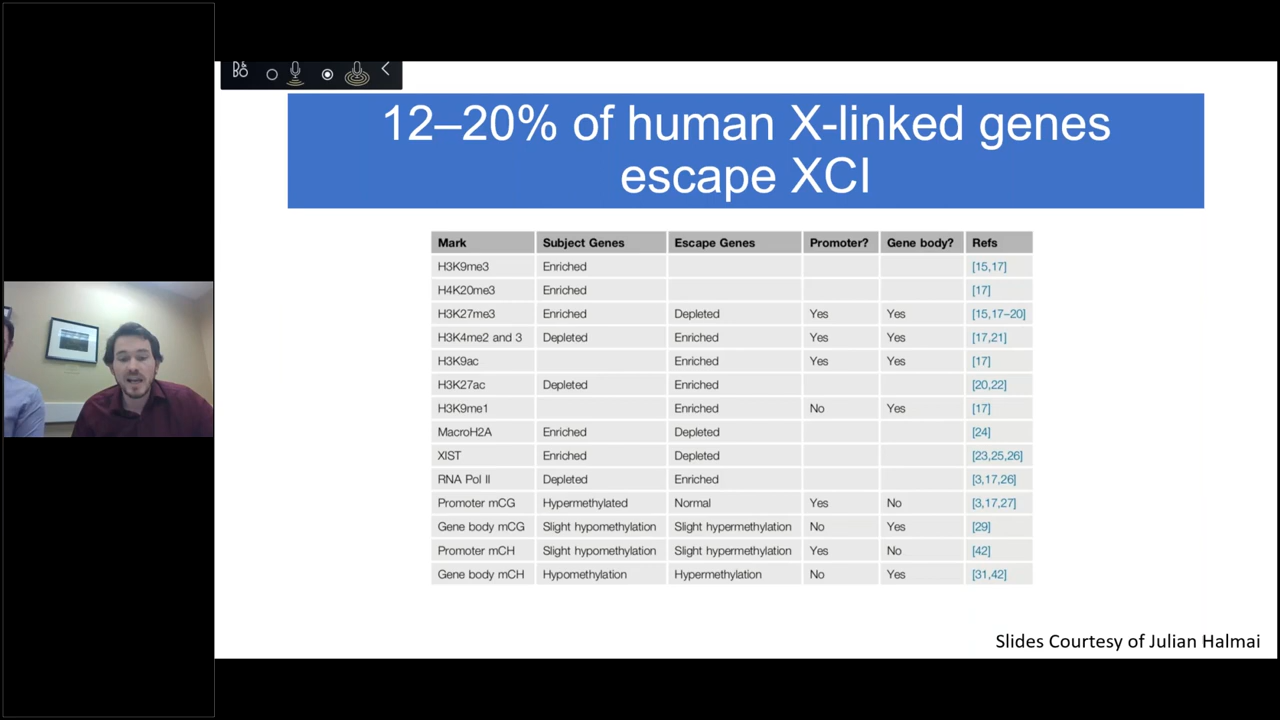 12–20% of human X-linked genes
escape XCI
Mark Subject Genes Escape Genes Promoter? Gene body? Refs
H3K9me3 Enriched [15,17]
H4K20me3 Enriched [17]
H3K27me3 Enriched Depleted Yes Yes [15,17–20]
H3K4me2 and 3 Depleted Enriched Yes Yes [17,21]
H3K9ac Enriched Yes Yes [17]
H3K27ac Depleted Enriched [20,22]
H3K9me1 Enriched No Yes [17]
MacroH2A Enriched Depleted [24]
XIST Enriched Depleted [23,25,26]
RNA Pol II Depleted Enriched [3,17,26]
Promoter mCG Hypermethylated Normal Yes No [3,17,27]
Gene body mCG Slight hypomethylation Slight hypermethylation No Yes [29]
Promoter mCH Slight hypomethylation Slight hypermethylation Yes No [42]
Gene body mCH Hypomethylation Hypermethylation No Yes [31,42]
Slides Courtesy of Julian Halmai